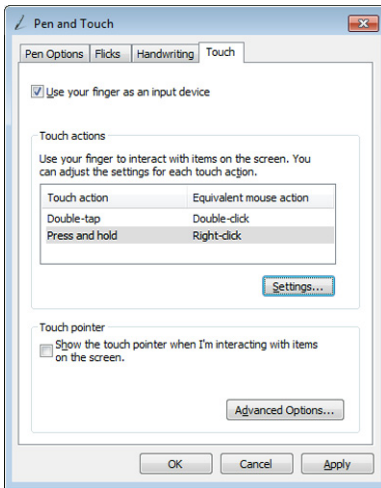 Pen and Touch
Pen Options Flicks Handwriting Touch
Use your finger as an input device
Touch actions
Use your finger to interact with items on the screen. You
can adjust the settings for each touch action.
Touch action Equivalent mouse action
Double-tap Double-click
Press and hold Right-click
Settings...
Touch pointer
Show the touch pointer when I'm interacting with items
on the screen.
Advanced Options...
OK Cancel Apply